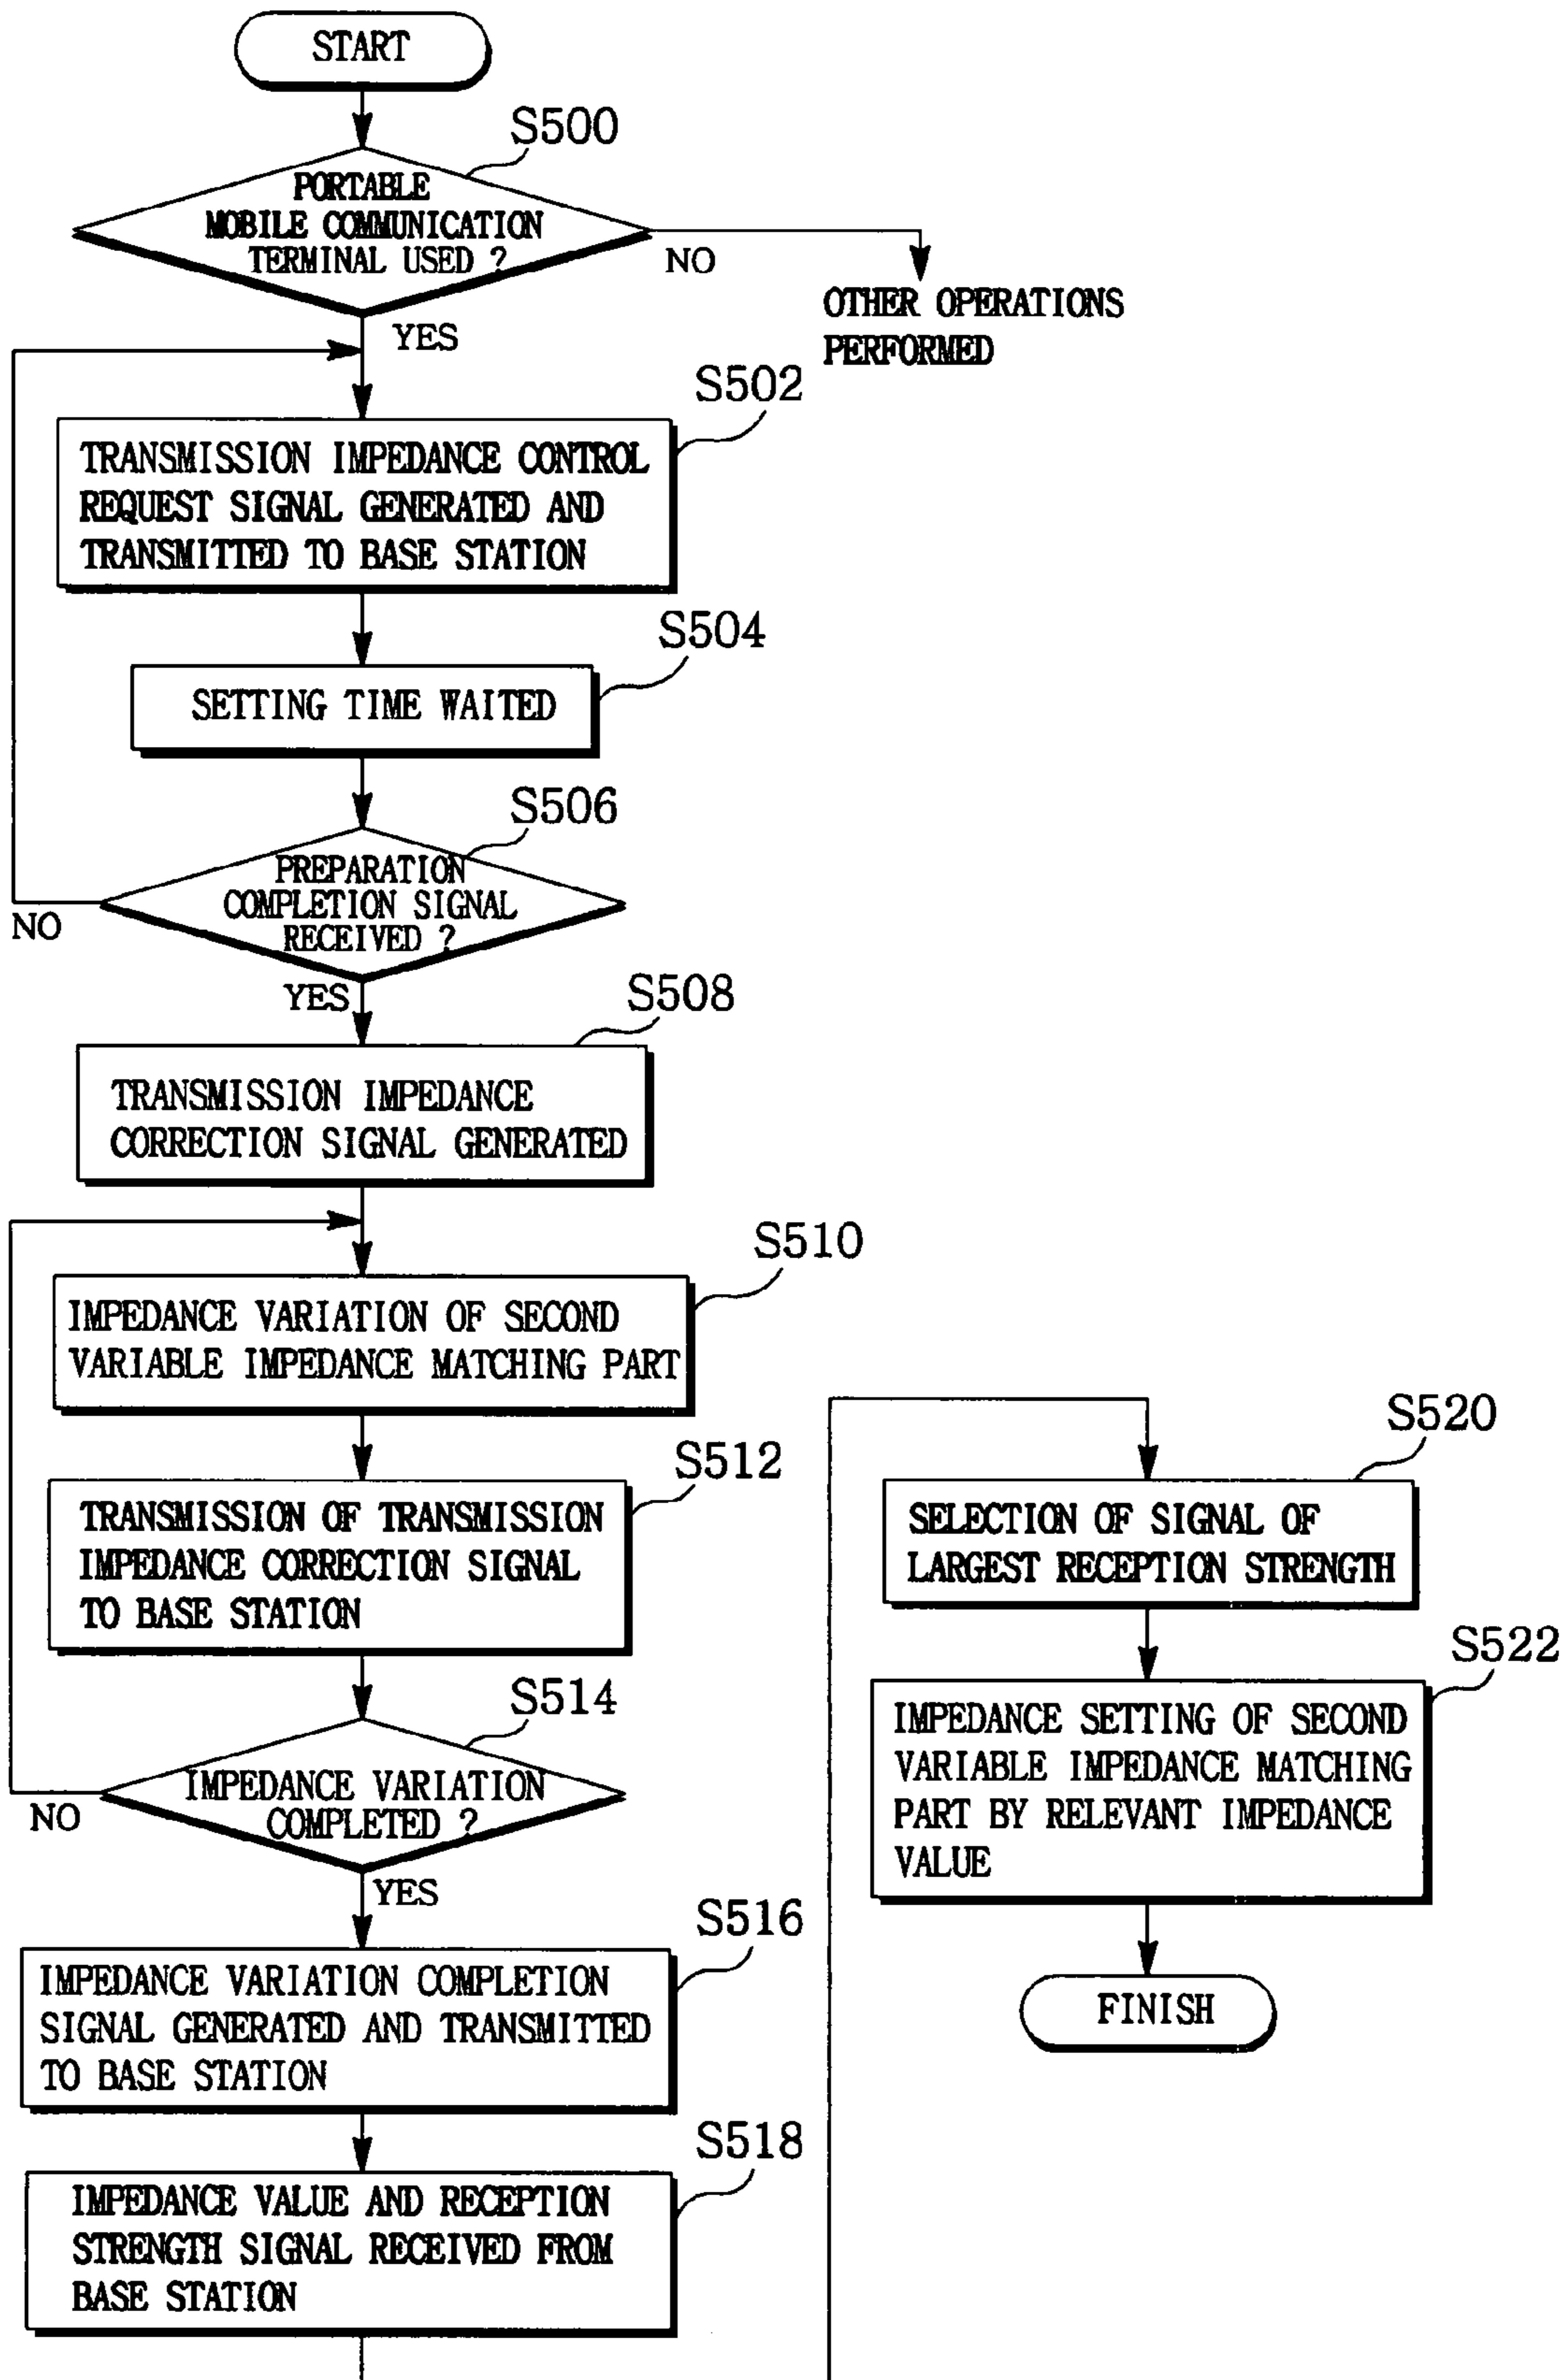 START
S500
PORTABLE
MOBILE COMMUNICATION
TERMINAL USED ?
NO
OTHER OPERATIONS
PERFORMED
YES
S502
TRANSMISSION IMPEDANCE CONTROL
REQUEST SIGNAL GENERATED AND
TRANSMITTED TO BASE STATION
S504
SETTING TIME WAITED
S506
PREPARATION
COMPLETION SIGNAL
RECEIVED ?
NO
YES
S508
TRANSMISSION IMPEDANCE
CORRECTION SIGNAL GENERATED
S510
IMPEDANCE VARIATION OF SECOND
VARIABLE IMPEDANCE MATCHING PART
S512
TRANSMISSION OF TRANSMISSION
IMPEDANCE CORRECTION SIGNAL
TO BASE STATION
S514
IMPEDANCE VARIATION
COMPLETED ?
NO
YES
S516
IMPEDANCE VARIATION COMPLETION
SIGNAL GENERATED AND TRANSMITTED
TO BASE STATION
S518
IMPEDANCE VALUE AND RECEPTION
STRENGTH SIGNAL RECEIVED FROM
BASE STATION
S520
SELECTION OF SIGNAL OF
LARGEST RECEPTION STRENGTH
S522
IMPEDANCE SETTING OF SECOND
VARIABLE IMPEDANCE MATCHING
PART BY RELEVANT IMPEDANCE
VALUE
FINISH